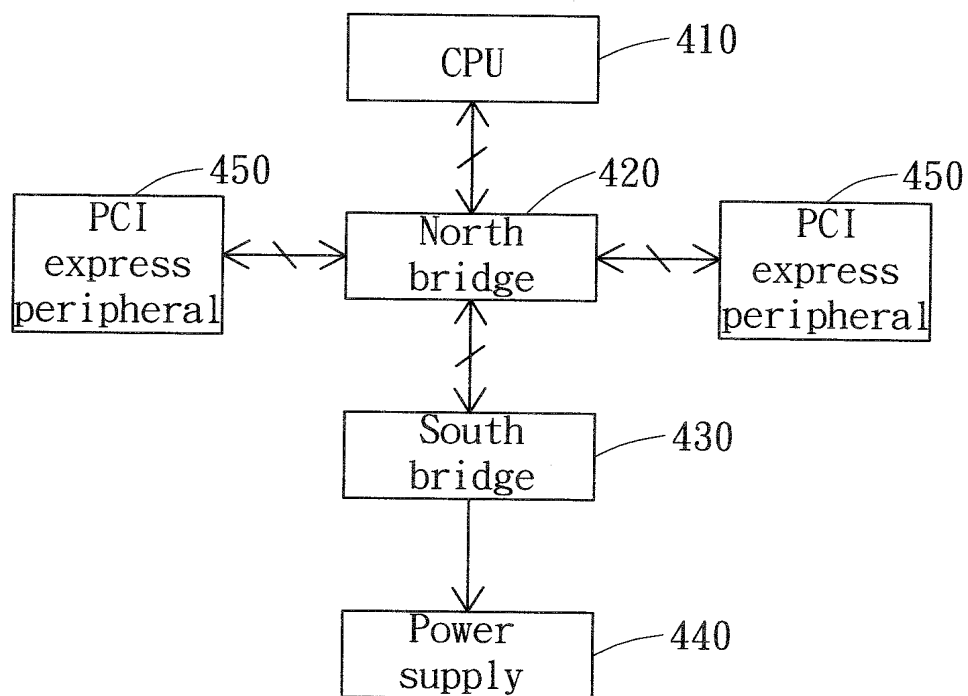 CPU
410
450
PCI
express
peripheral
420
North
bridge
450
PCI
express
peripheral
South
bridge
430
Power
supply
440